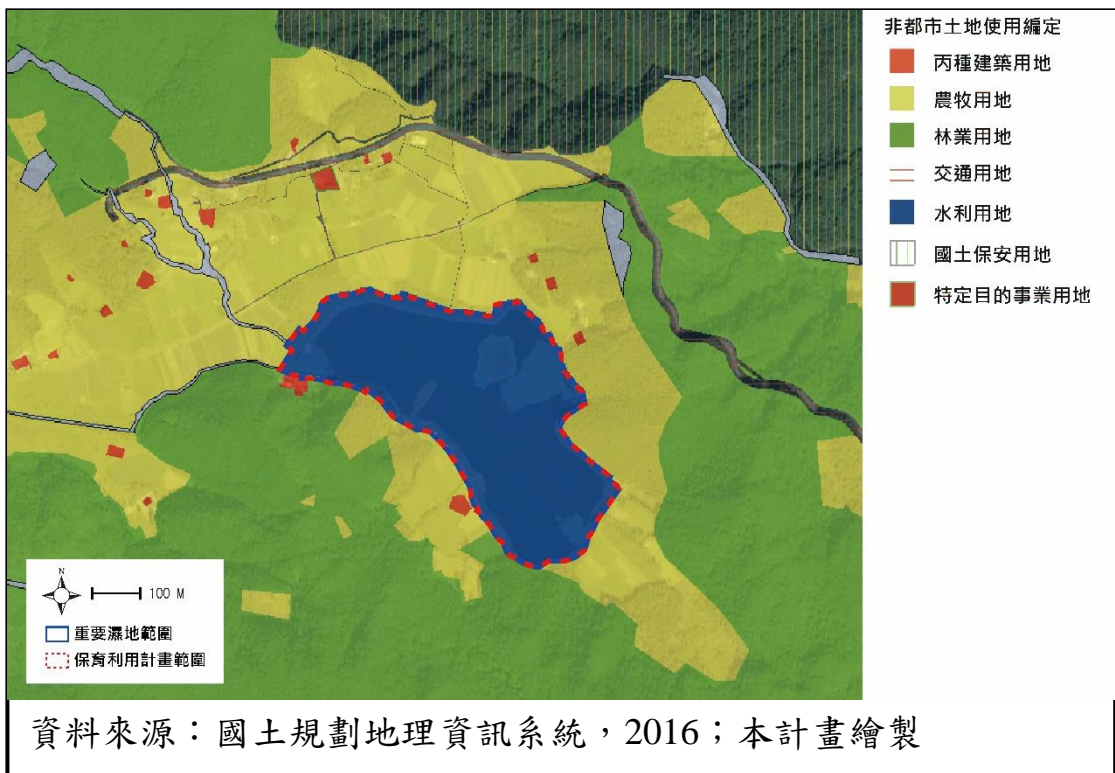 非都市土地使用編定
丙種建築用地
農牧用地
林業用地
交通用地
水利用地
國土保安用地
特定目的事業用地
N
100 M
重要濕地範圍
保育利用計畫範圍
資料來源：國土規劃地理資訊系統，2016；本計畫繪製